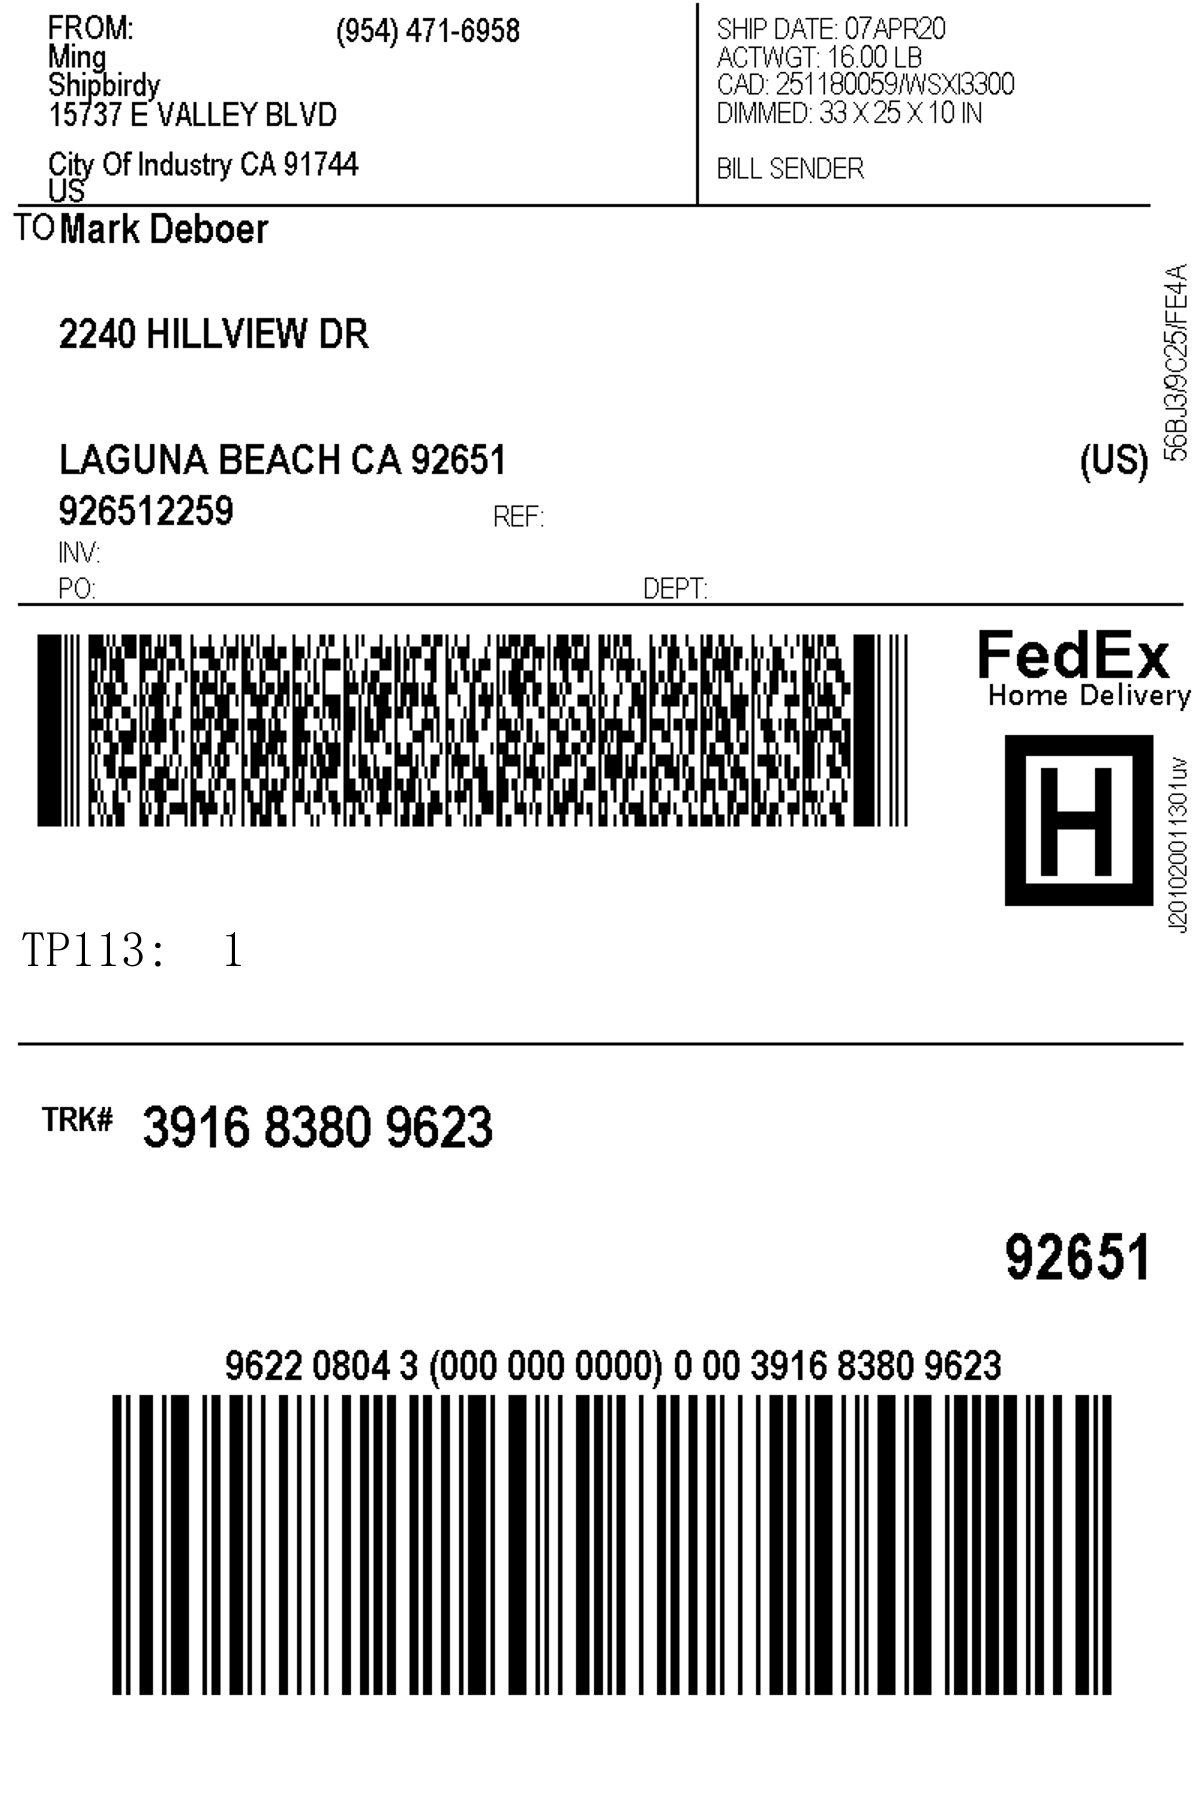 FROM: (954) 471-6958
Ming
Shipbirdy
15737 E VALLEY BLVD
City Of Industry CA 91744
US
SHIP DATE: 07APR20
ACTWGT: 16.00 LB
CAD: 251180059/WSXI3300
DIMMED: 33 X 25 X 10 IN
BILL SENDER
TO Mark Deboer
2240 HILLVIEW DR
LAGUNA BEACH CA 92651 (US)
926512259 REF:
INV:
PO: DEPT:
56BJ3/9C25/FE4A
FedEx
Home Delivery
H
J201020011301uv
TP113: 1
TRK# 3916 8380 9623
92651
9622 0804 3 (000 000 0000) 0 00 3916 8380 9623